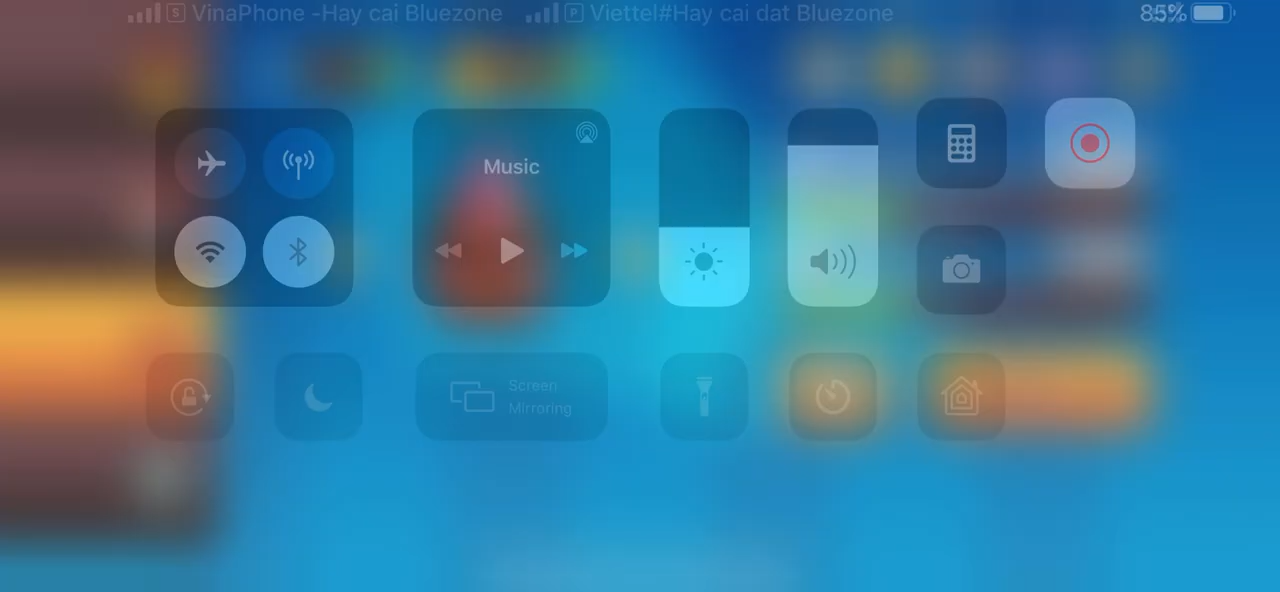 S VinaPhone -Hay cai Bluezone P Viettel#Hay cai dat Bluezone 85%
Music
Screen
Mirroring